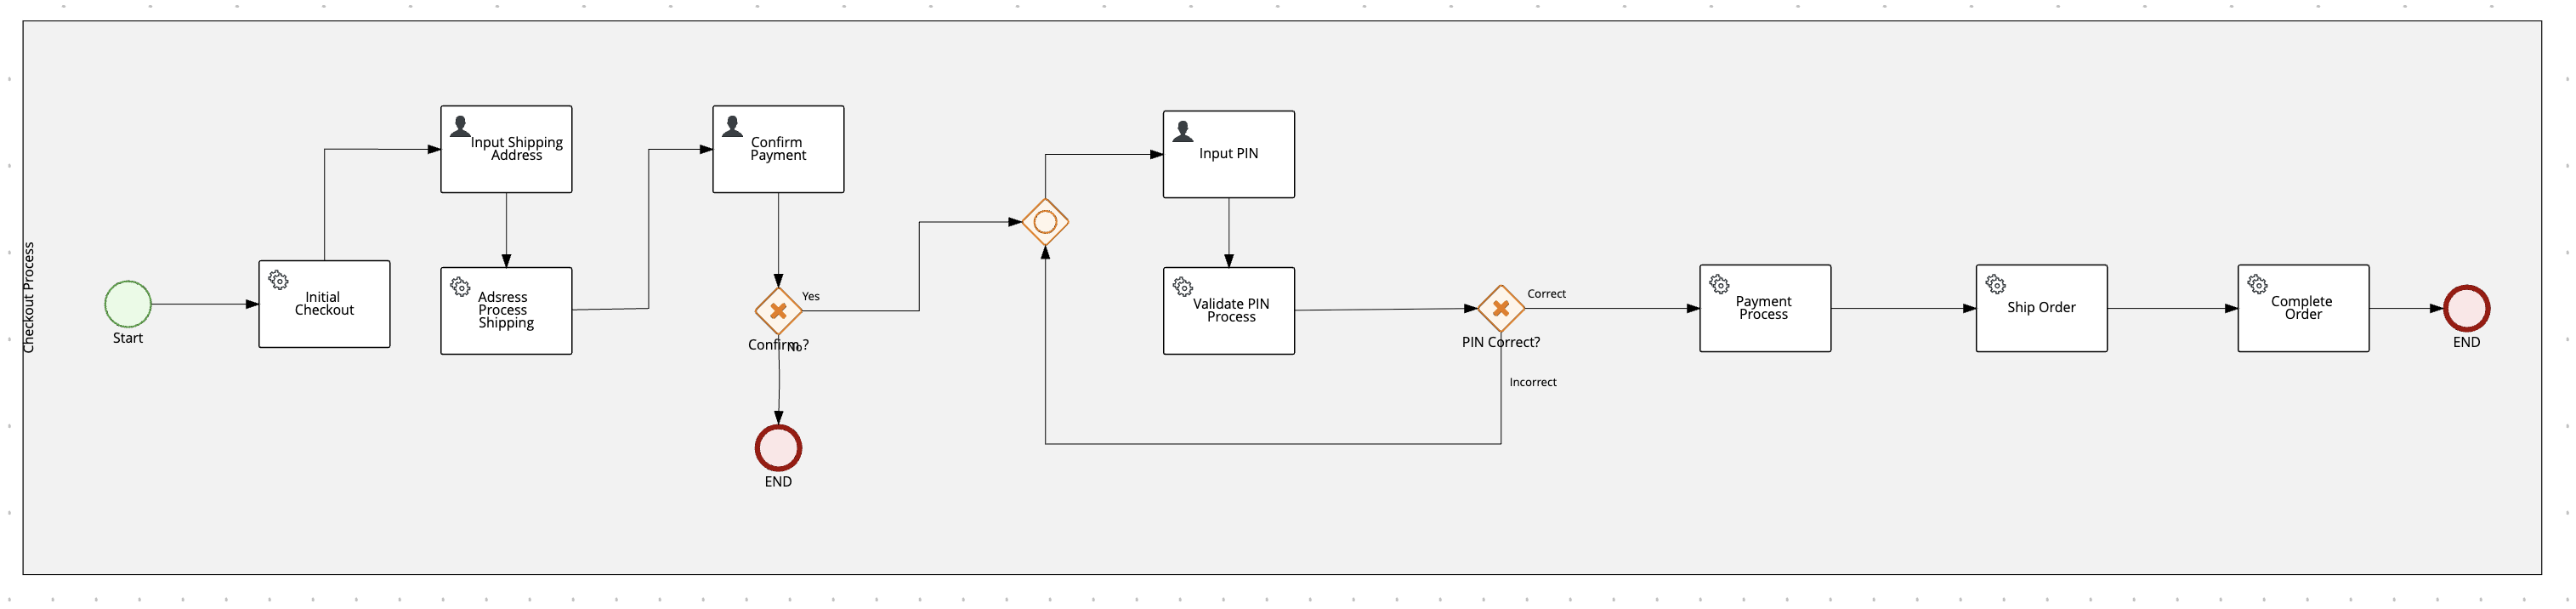 Checkout Process
Start
Initial
Checkout
Input Shipping
Address
Adsress
Process
Shipping
Confirm
Payment
Yes
Confirm ?
No
END
Input PIN
Validate PIN
Process
Correct
PIN Correct?
Incorrect
Payment
Process
Ship Order
Complete
Order
END